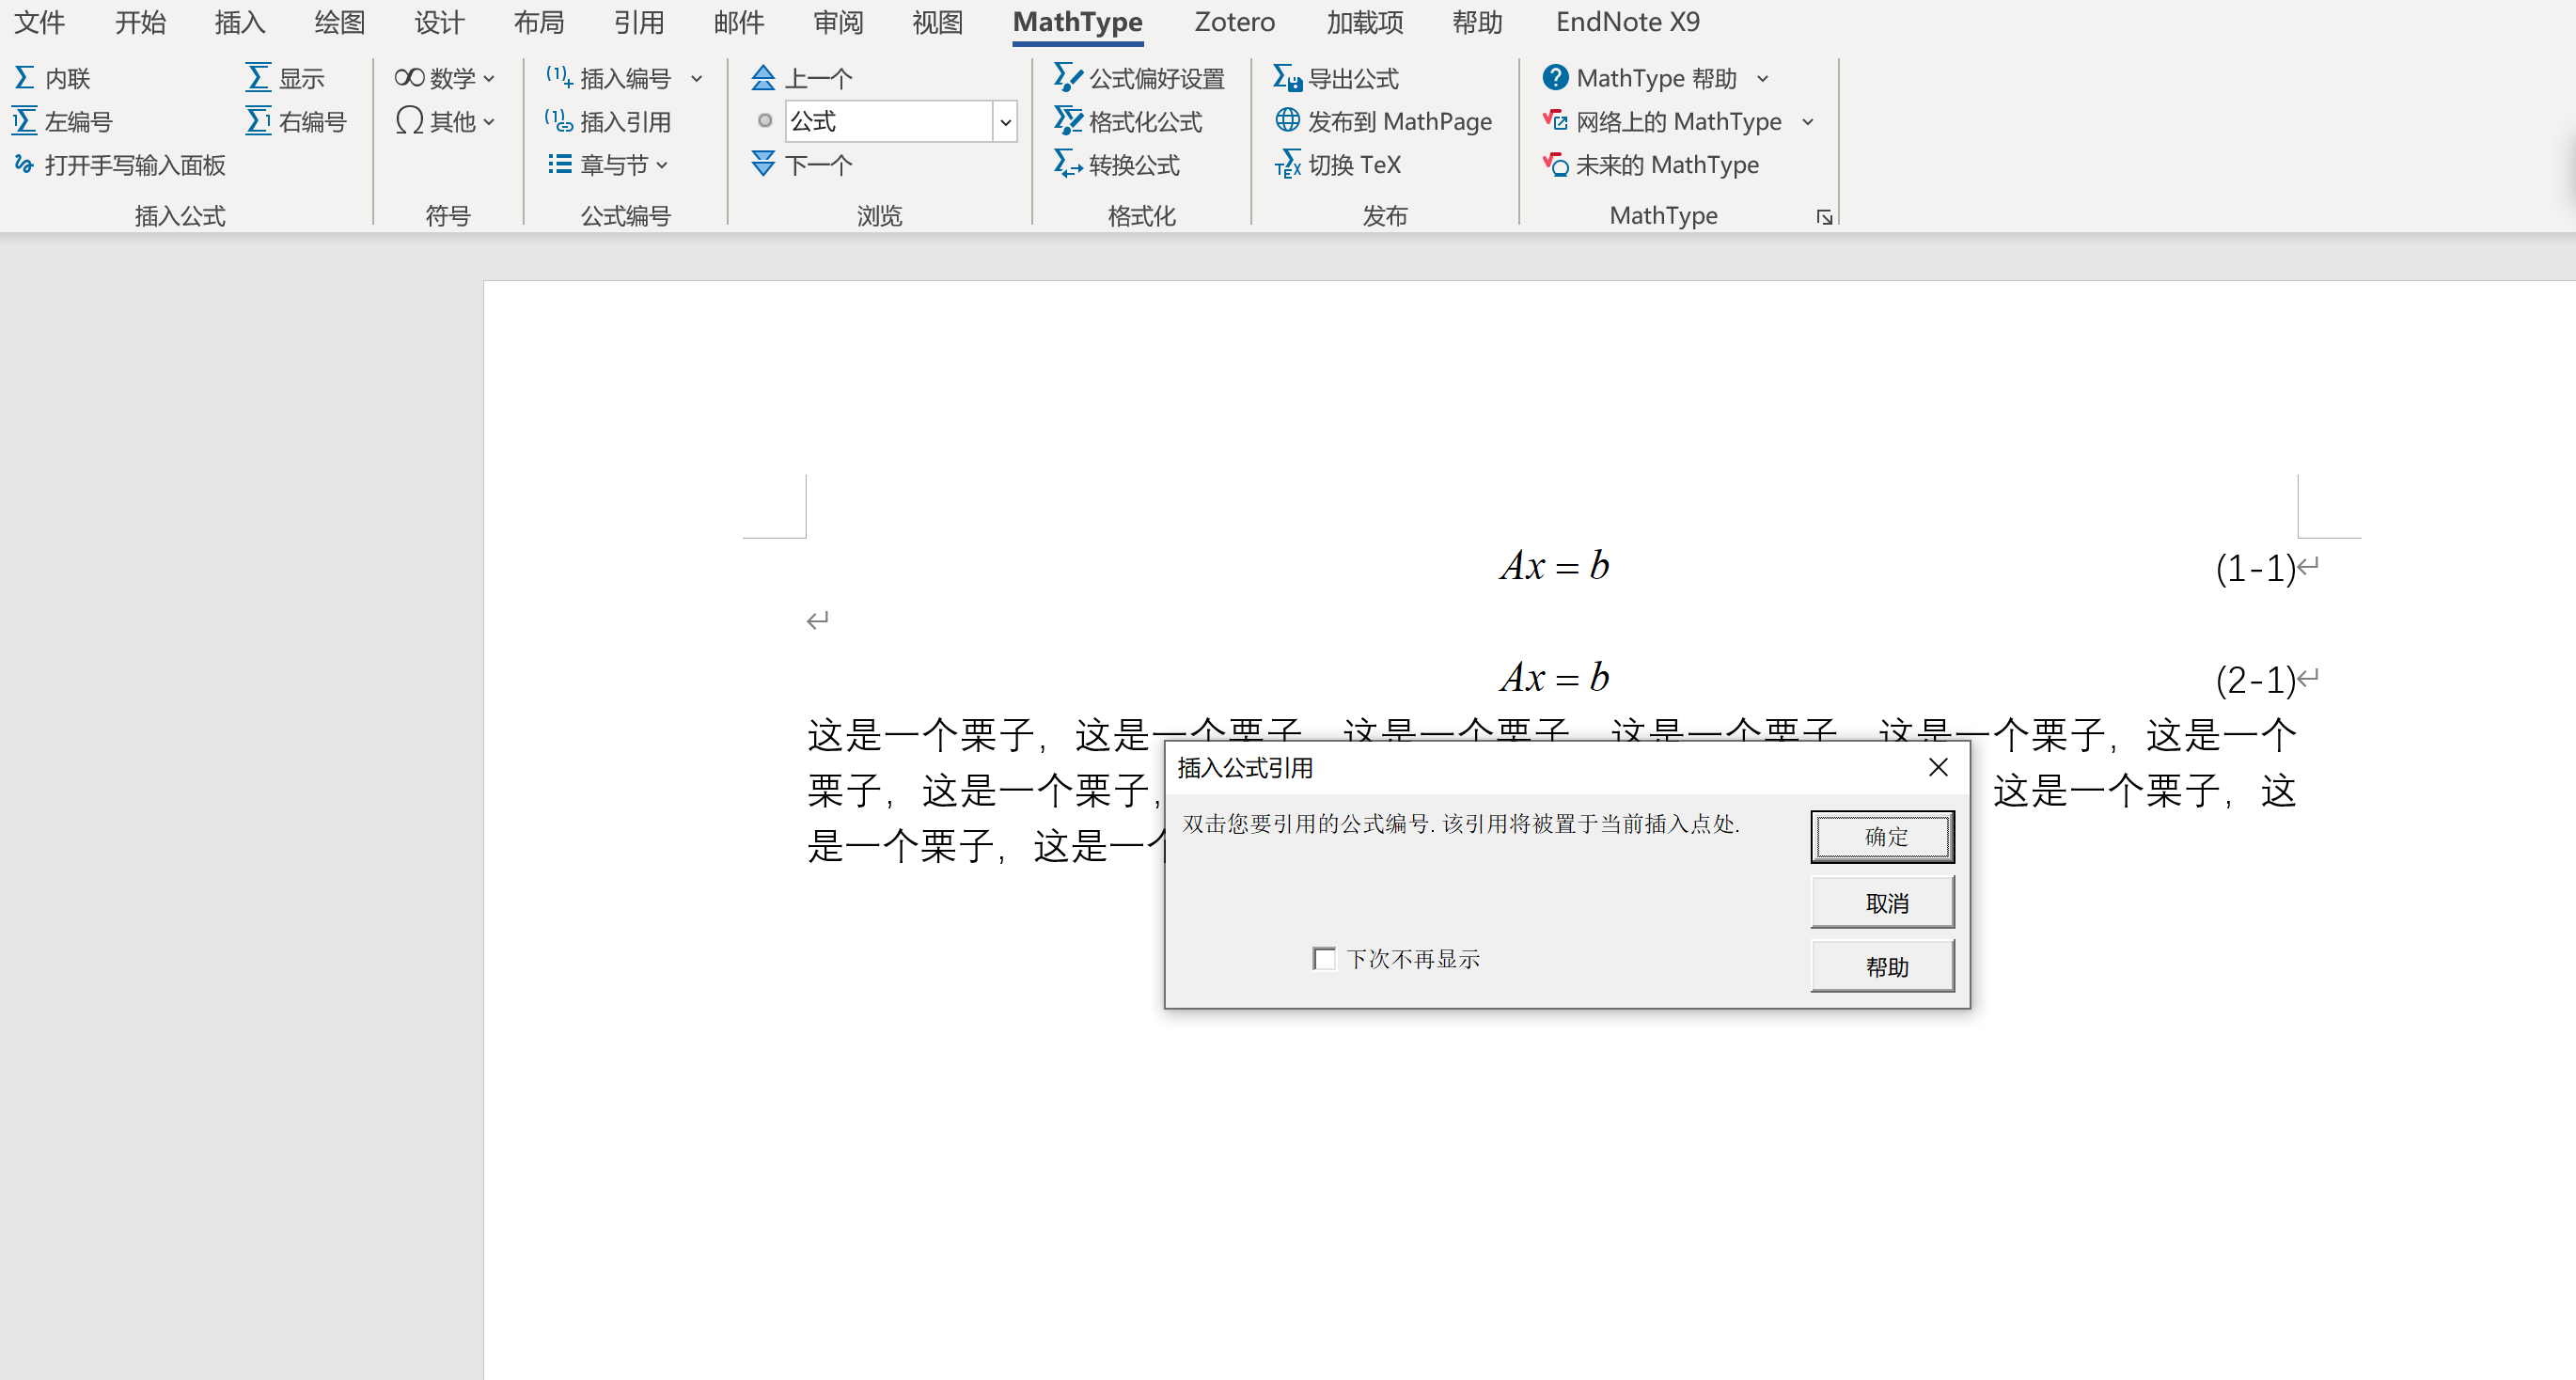 文件 开始 插入 绘图 设计 布局 引用 邮件 审阅 视图 MathType Zotero 加载项 帮助 EndNote X9
内联 显示 数学 插入编号 上一个 公式偏好设置 导出公式 MathType 帮助
左编号 右编号 其他 插入引用 公式 格式化公式 发布到 MathPage 网络上的 MathType
打开手写输入面板 章与节 下一个 转换公式 切换 TeX 未来的 MathType
插入公式 符号 公式编号 浏览 格式化 发布 MathType
Ax = b (1-1)
Ax = b (2-1)
这是一个栗子，这是一个栗子，这是一个栗子，这是一个栗子，这是一个栗子，这是一个
栗子，这是一个栗子， 这是一个栗子，这
是一个栗子，这是一个
插入公式引用
双击您要引用的公式编号. 该引用将被置于当前插入点处.
确定
取消
下次不再显示
帮助